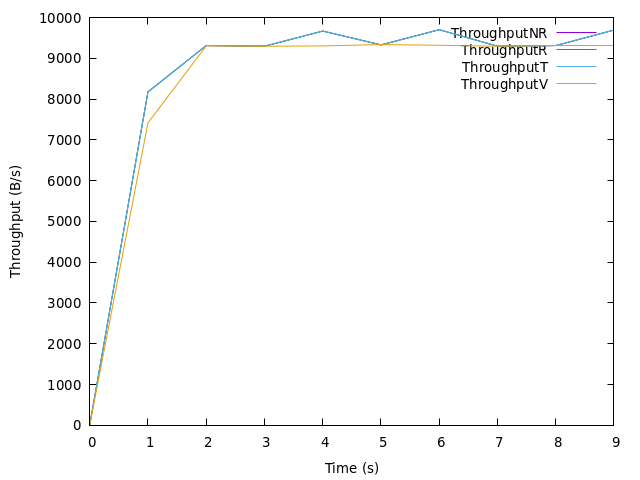 10000
9000
8000
7000
6000
5000
4000
3000
2000
1000
0
Throughput (B/s)
ThroughputNR
ThroughputR
ThroughputT
ThroughputV
0 1 2 3 4 5 6 7 8 9
Time (s)